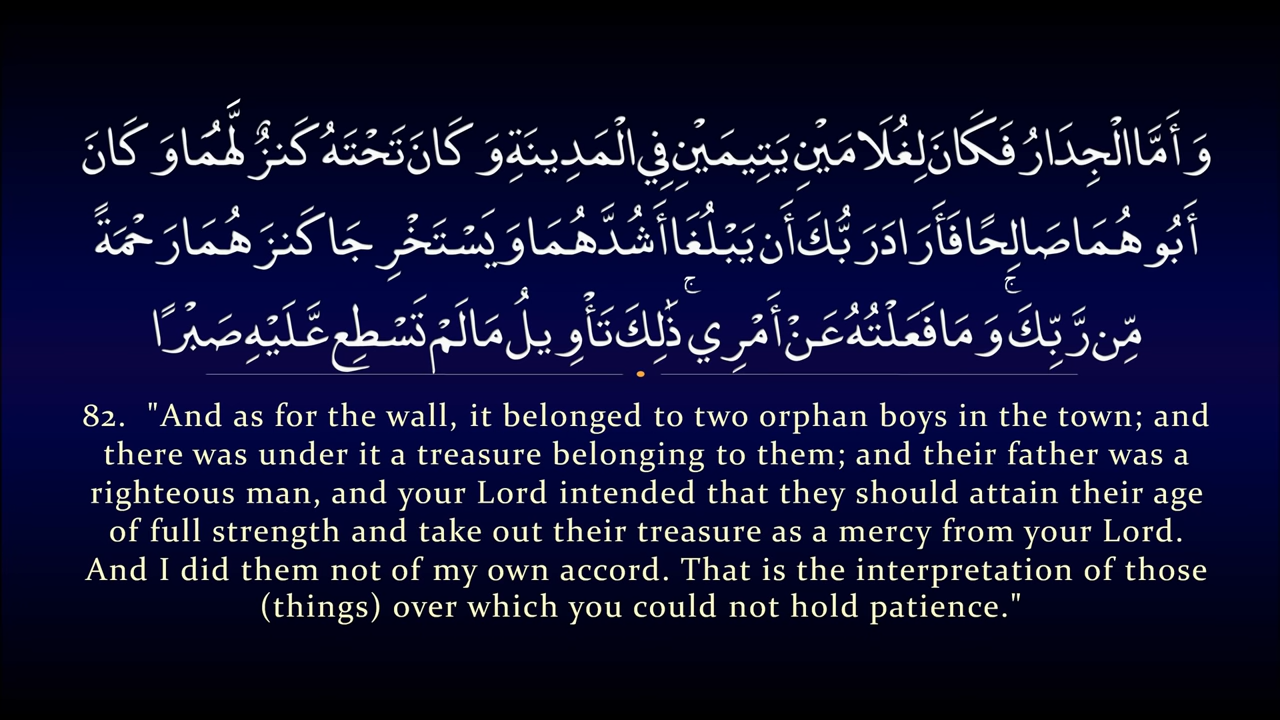 وَأَمَّا الْجِدَارُ فَكَانَ لِغُلَامَيْنِ يَتِيمَيْنِ فِي الْمَدِينَةِ وَكَانَ تَحْتَهُ كَنزٌ لَّهُمَا وَكَانَ
أَبُوهُمَا صَالِحًا فَأَرَادَ رَبُّكَ أَن يَبْلُغَا أَشُدَّهُمَا وَيَسْتَخْرِجَا كَنزَهُمَا رَحْمَةً
مِّن رَّبِّكَ ۚ وَمَا فَعَلْتُهُ عَنْ أَمْرِي ۚ ذَٰلِكَ تَأْوِيلُ مَا لَمْ تَسْطِع عَّلَيْهِ صَبْرًا
82. "And as for the wall, it belonged to two orphan boys in the town; and
there was under it a treasure belonging to them; and their father was a
righteous man, and your Lord intended that they should attain their age
of full strength and take out their treasure as a mercy from your Lord.
And I did them not of my own accord. That is the interpretation of those
(things) over which you could not hold patience."